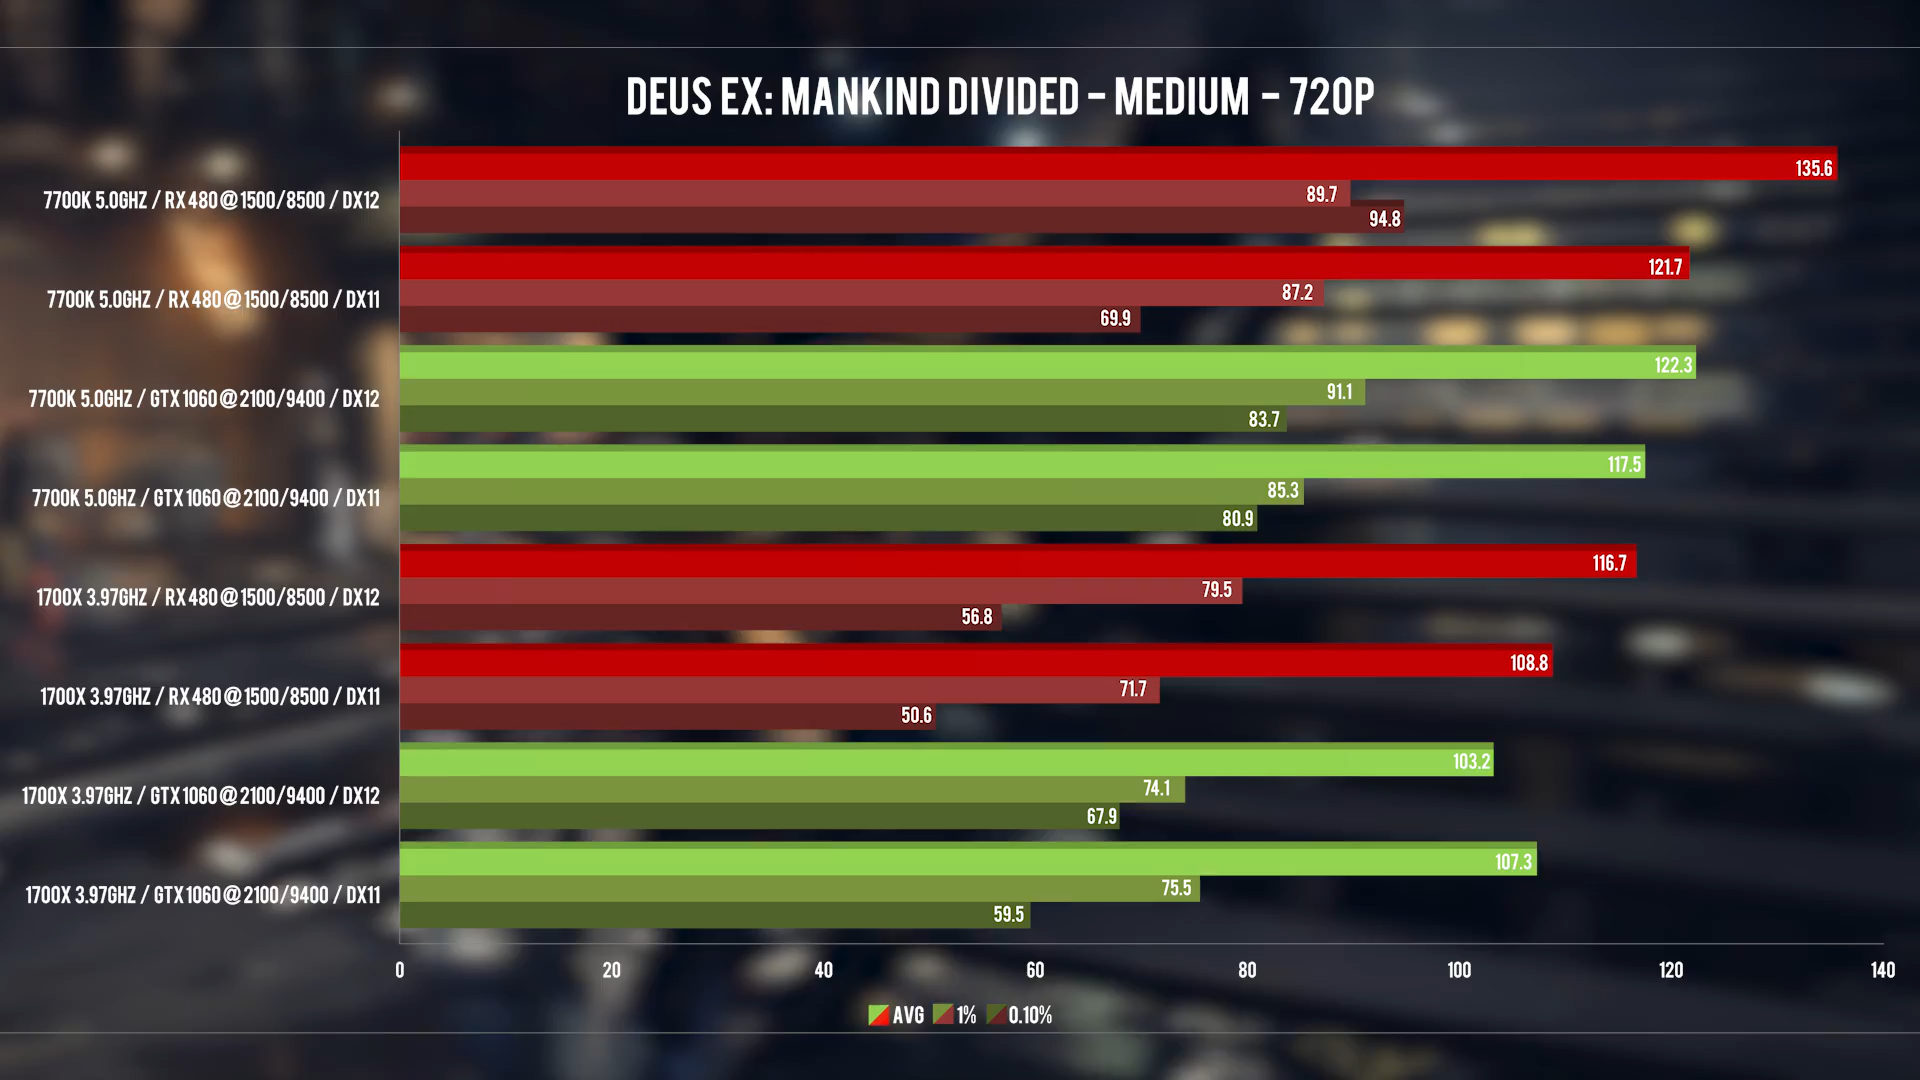 DEUS EX: MANKIND DIVIDED - MEDIUM - 720P
7700K 5.0GHZ / RX 480@1500/8500 / DX12
135.6
89.7
94.8
7700K 5.0GHZ / RX 480@1500/8500 / DX11
121.7
87.2
69.9
7700K 5.0GHZ / GTX 1060@2100/9400 / DX12
122.3
91.1
83.7
7700K 5.0GHZ / GTX 1060@2100/9400 / DX11
117.5
85.3
80.9
1700X 3.97GHZ / RX 480@1500/8500 / DX12
116.7
79.5
56.8
1700X 3.97GHZ / RX 480@1500/8500 / DX11
108.8
71.7
50.6
1700X 3.97GHZ / GTX 1060@2100/9400 / DX12
103.2
74.1
67.9
1700X 3.97GHZ / GTX 1060@2100/9400 / DX11
107.3
75.5
59.5
0 20 40 60 80 100 120 140
AVG 1% 0.10%